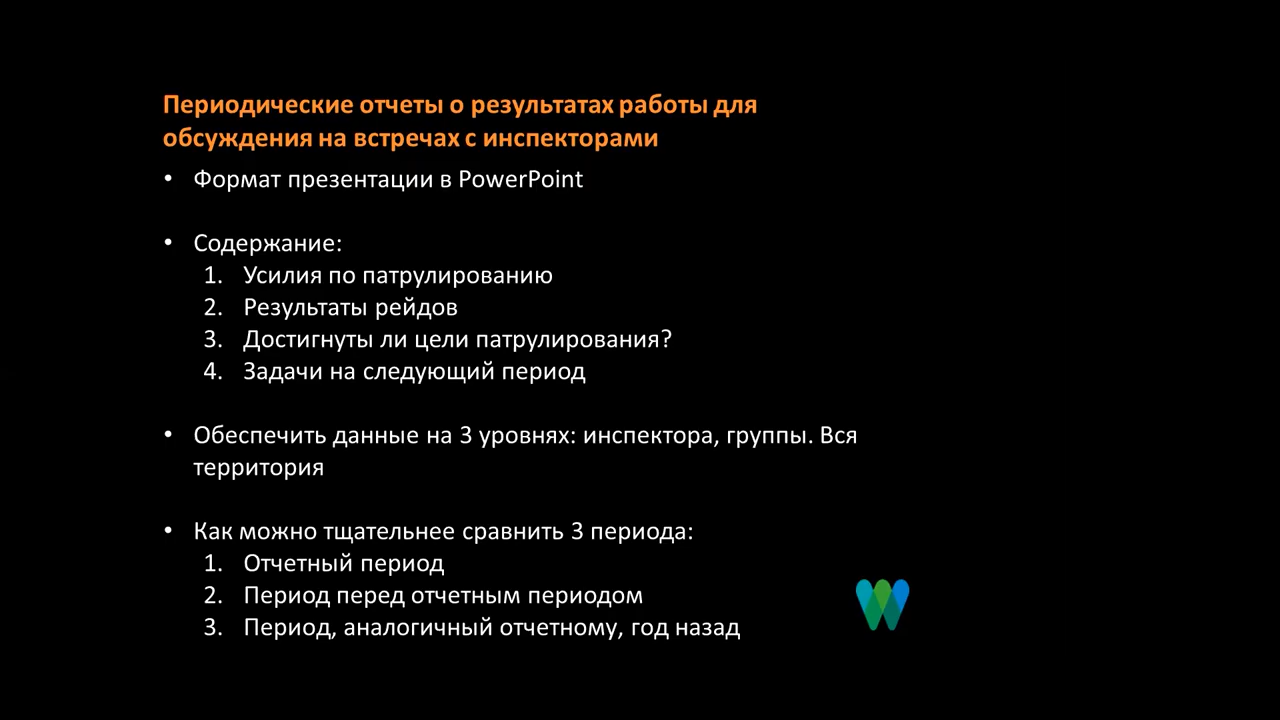 Периодические отчеты о результатах работы для
обсуждения на встречах с инспекторами
• Формат презентации в PowerPoint
• Содержание:
1. Усилия по патрулированию
2. Результаты рейдов
3. Достигнуты ли цели патрулирования?
4. Задачи на следующий период
• Обеспечить данные на 3 уровнях: инспектора, группы. Вся
территория
• Как можно тщательнее сравнить 3 периода:
1. Отчетный период
2. Период перед отчетным периодом
3. Период, аналогичный отчетному, год назад